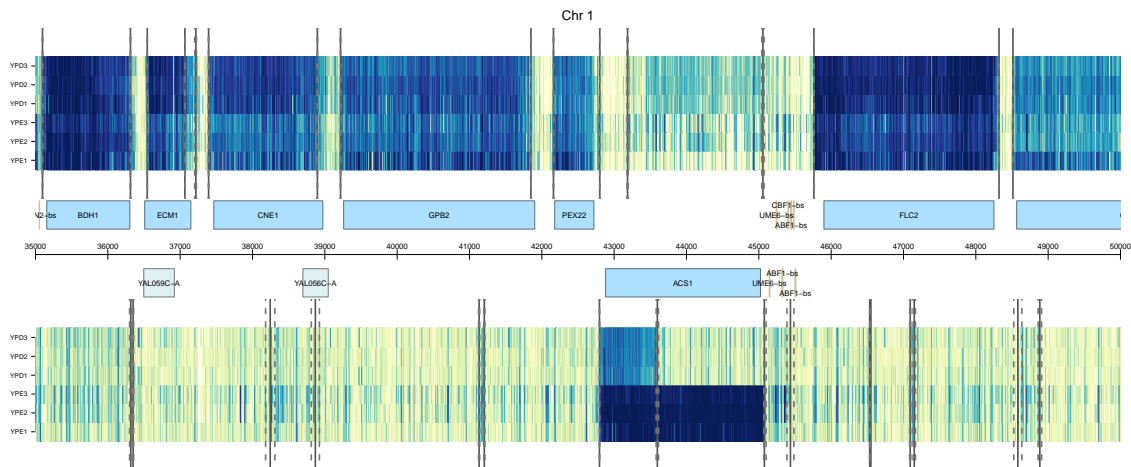 Chr 1
YPD3
YPD2
YPD1
YPE3
YPE2
YPE1
N2-bs BDH1 ECM1 CNE1 GPB2 PEX22 CBF1-bs UME6-bs ABF1-bs FLC2
35000 36000 37000 38000 39000 40000 41000 42000 43000 44000 45000 46000 47000 48000 49000 50000
YAL059C-A YAL056C-A ACS1 ABF1-bs UME6-bs ABF1-bs
YPD3
YPD2
YPD1
YPE3
YPE2
YPE1